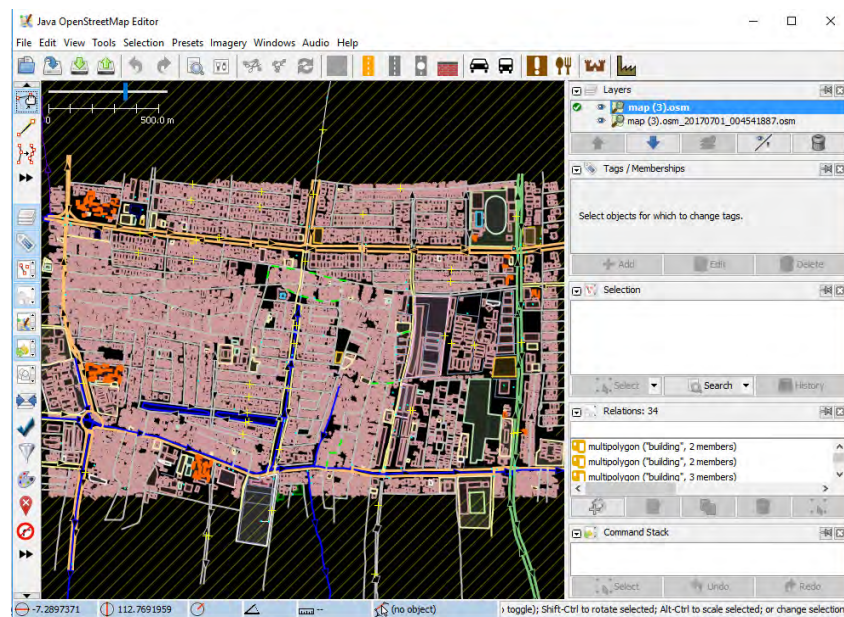 Java OpenStreetMap Editor
File Edit View Tools Selection Presets Imagery Windows Audio Help
0 500.0 m
Layers
map (3).osm
map (3).osm_20170701_004541887.osm
Tags / Memberships
Select objects for which to change tags.
Add Edit Delete
Selection
Select Search History
Relations: 34
multipolygon ("building", 2 members)
multipolygon ("building", 2 members)
multipolygon ("building", 3 members)
Command Stack
Select Undo Redo
-7.2897371 112.7691959 -- (no object) toggle); Shift-Ctrl to rotate selected; Alt-Ctrl to scale selected; or change selection